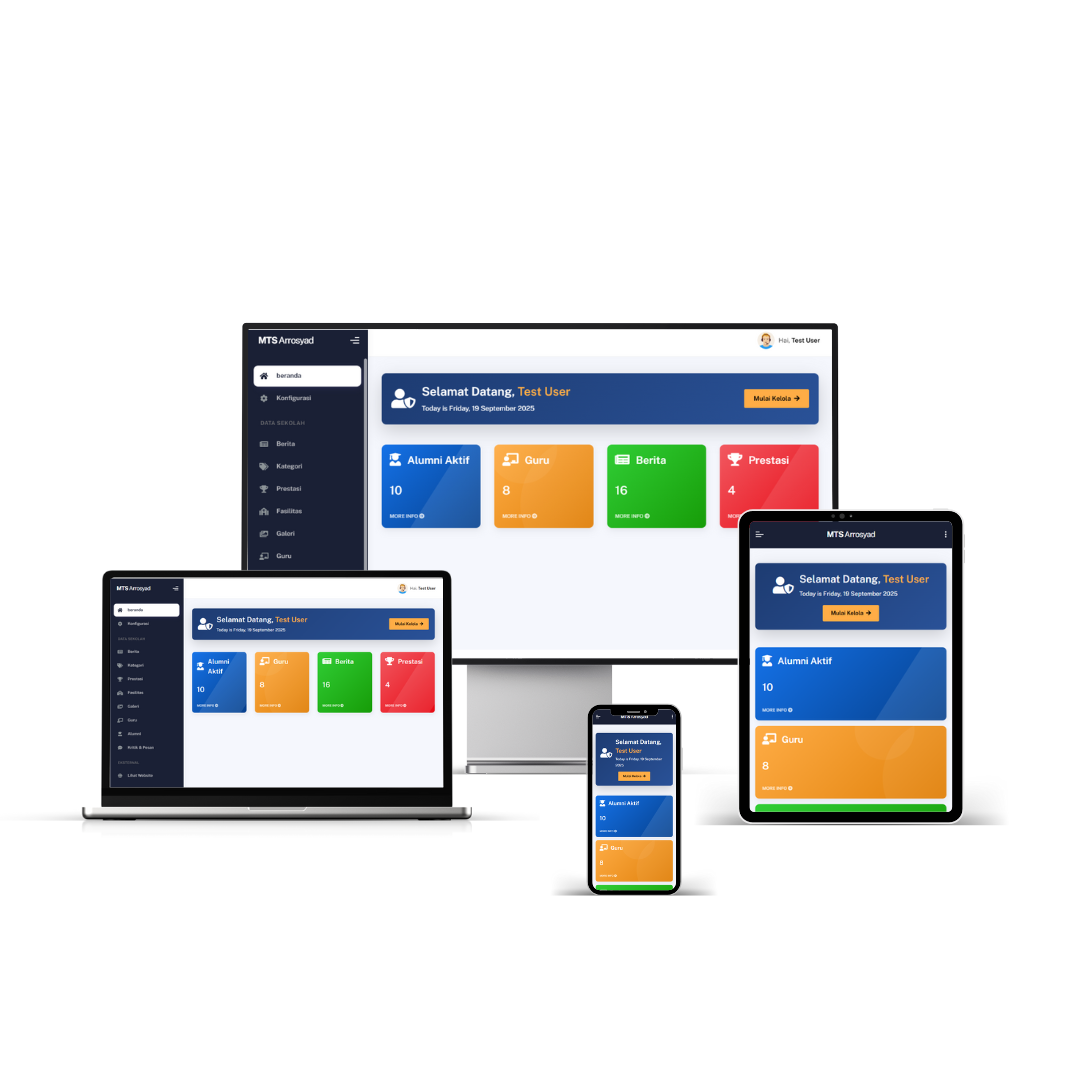 MTS Arrosyad
Hai, Test User
beranda
Konfigurasi
DATA SEKOLAH
Berita
Kategori
Prestasi
Fasilitas
Galeri
Guru
Selamat Datang, Test User
Today is Friday, 19 September 2025
Mulai Kelola
Alumni Aktif
10
MORE INFO
Guru
8
MORE INFO
Berita
16
MORE INFO
Prestasi
4
MORE
MTS Arrosyad
Hai, Test User
beranda
Konfigurasi
DATA SEKOLAH
Berita
Kategori
Prestasi
Fasilitas
Galeri
Guru
Alumni
Kritik & Pesan
Lihat Website
Selamat Datang, Test User
Today is Friday, 19 September 2025
Mulai Kelola
Alumni
Aktif
10
MORE INFO
Guru
8
MORE INFO
Berita
16
MORE INFO
Prestasi
4
MORE INFO
MTS Arrosyad
Selamat Datang,
Test User
Today is Friday, 19 September
2025
Mulai Kelola
Alumni Aktif
10
MORE INFO
Guru
8
MORE INFO
MTS Arrosyad
Selamat Datang, Test User
Today is Friday, 19 September 2025
Mulai Kelola
Alumni Aktif
10
MORE INFO
Guru
8
MORE INFO